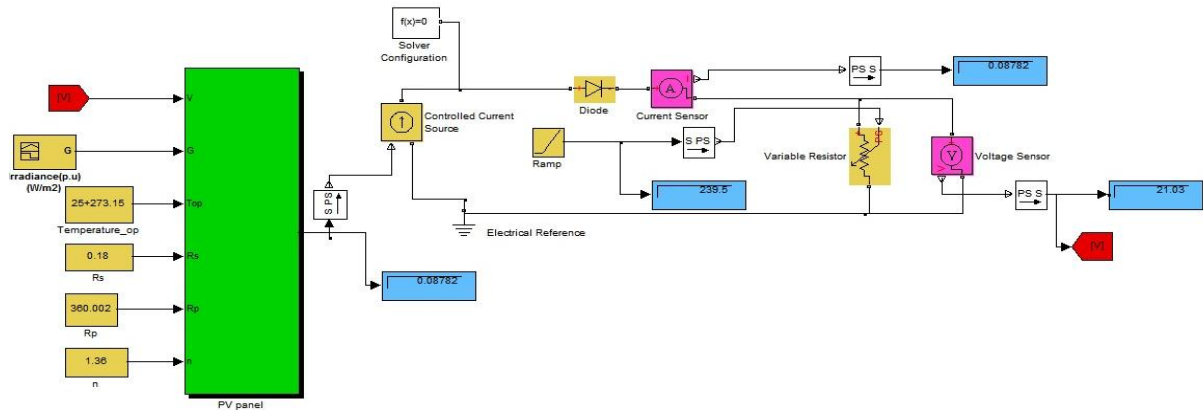 f(x)=0
Solver
Configuration
[V]
V
G
G
Irradiance(p.u)
(W/m2)
25+273.15
Top
Temperature_op
0.18
Rs
Rs
360.002
Rp
Rp
1.36
n
n
PV panel
S PS
Controlled Current
Source
0.08782
Electrical Reference
Diode
A
I
Current Sensor
PS S
0.08782
Ramp
S PS
239.5
PS
Variable Resistor
V
V
Voltage Sensor
PS S
21.03
[V]